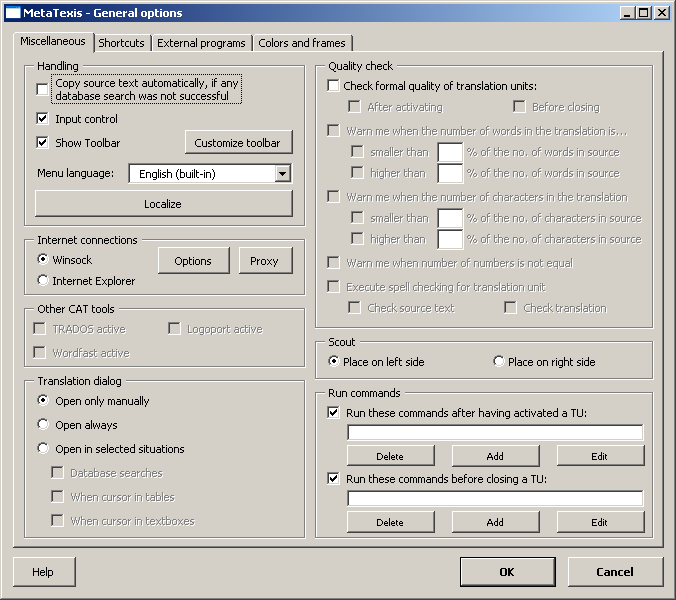 MetaTexis - General options
Miscellaneous Shortcuts External programs Colors and frames
Handling
Copy source text automatically, if any
database search was not successful
Input control
Show Toolbar Customize toolbar
Menu language: English (built-in)
Localize
Internet connections
Winsock Options Proxy
Internet Explorer
Other CAT tools
TRADOS active Logoport active
Wordfast active
Translation dialog
Open only manually
Open always
Open in selected situations
Database searches
When cursor in tables
When cursor in textboxes
Quality check
Check formal quality of translation units:
After activating Before closing
Warn me when the number of words in the translation is...
smaller than % of the no. of words in source
higher than % of the no. of words in source
Warn me when the number of characters in the translation
smaller than % of the no. of characters in source
higher than % of the no. of characters in source
Warn me when number of numbers is not equal
Execute spell checking for translation unit
Check source text Check translation
Scout
Place on left side Place on right side
Run commands
Run these commands after having activated a TU:
Delete Add Edit
Run these commands before closing a TU:
Delete Add Edit
Help OK Cancel